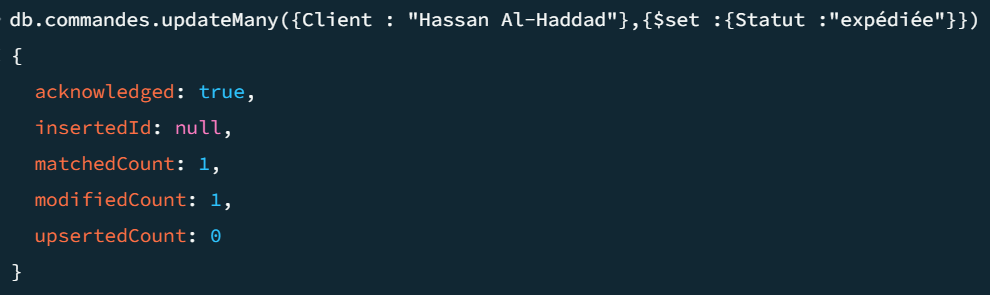 db.commandes.updateMany({Client : "Hassan Al-Haddad"},{$set :{Statut :"expédiée"}})
{
  acknowledged: true,
  insertedId: null,
  matchedCount: 1,
  modifiedCount: 1,
  upsertedCount: 0
}